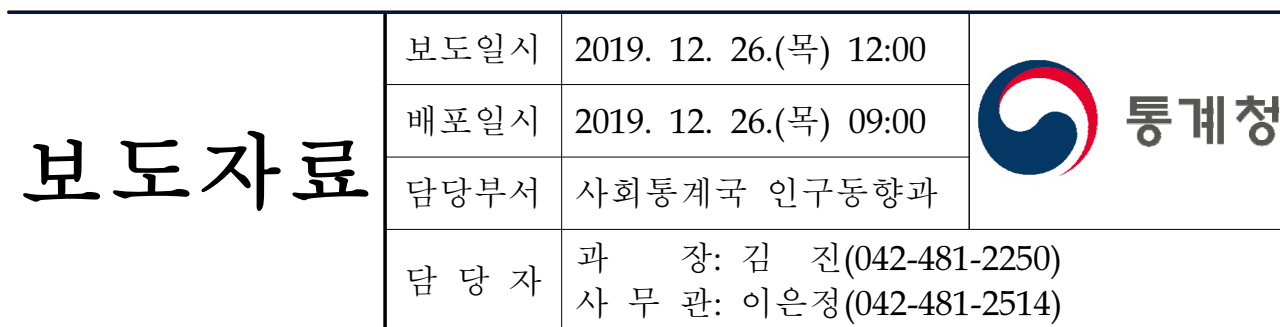 보도자료
보도일시 2019. 12. 26.(목) 12:00
배포일시 2019. 12. 26.(목) 09:00
담당부서 사회통계국 인구동향과
담 당 자 과 장: 김 진(042-481-2250)
사 무 관: 이은정(042-481-2514)
통계청